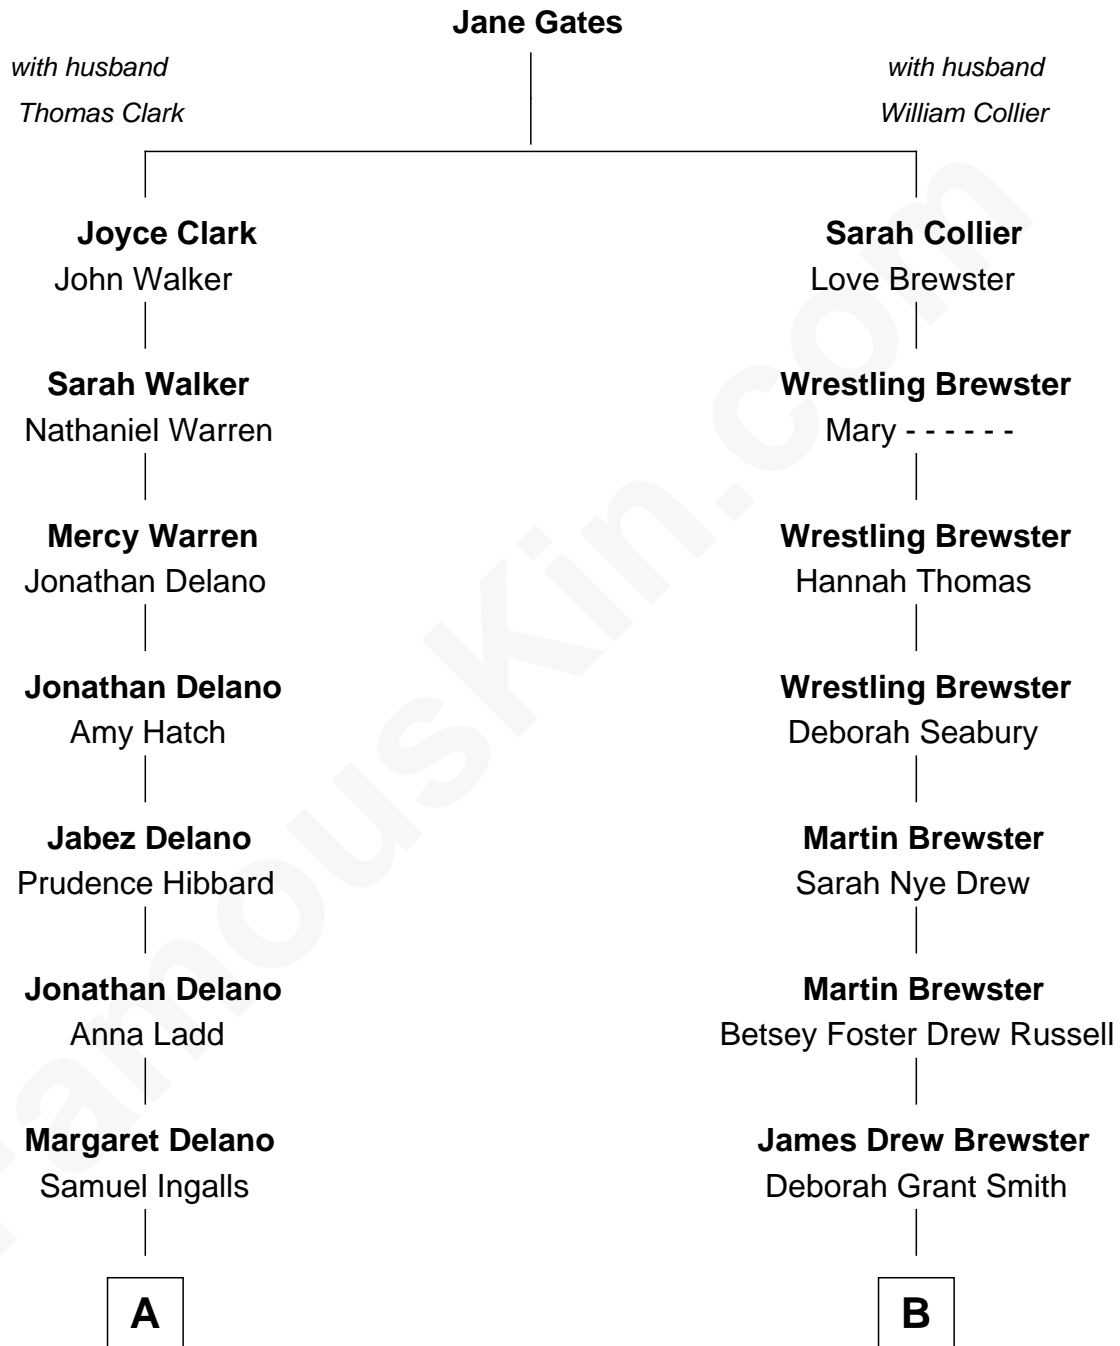 Jane Gates
with husband
Thomas Clark
with husband
William Collier
Joyce Clark
John Walker
Sarah Walker
Nathaniel Warren
Mercy Warren
Jonathan Delano
Jonathan Delano
Amy Hatch
Jabez Delano
Prudence Hibbard
Jonathan Delano
Anna Ladd
Margaret Delano
Samuel Ingalls
A
Sarah Collier
Love Brewster
Wrestling Brewster
Mary - - - - - -
Wrestling Brewster
Hannah Thomas
Wrestling Brewster
Deborah Seabury
Martin Brewster
Sarah Nye Drew
Martin Brewster
Betsey Foster Drew Russell
James Drew Brewster
Deborah Grant Smith
B
FamousKin.com